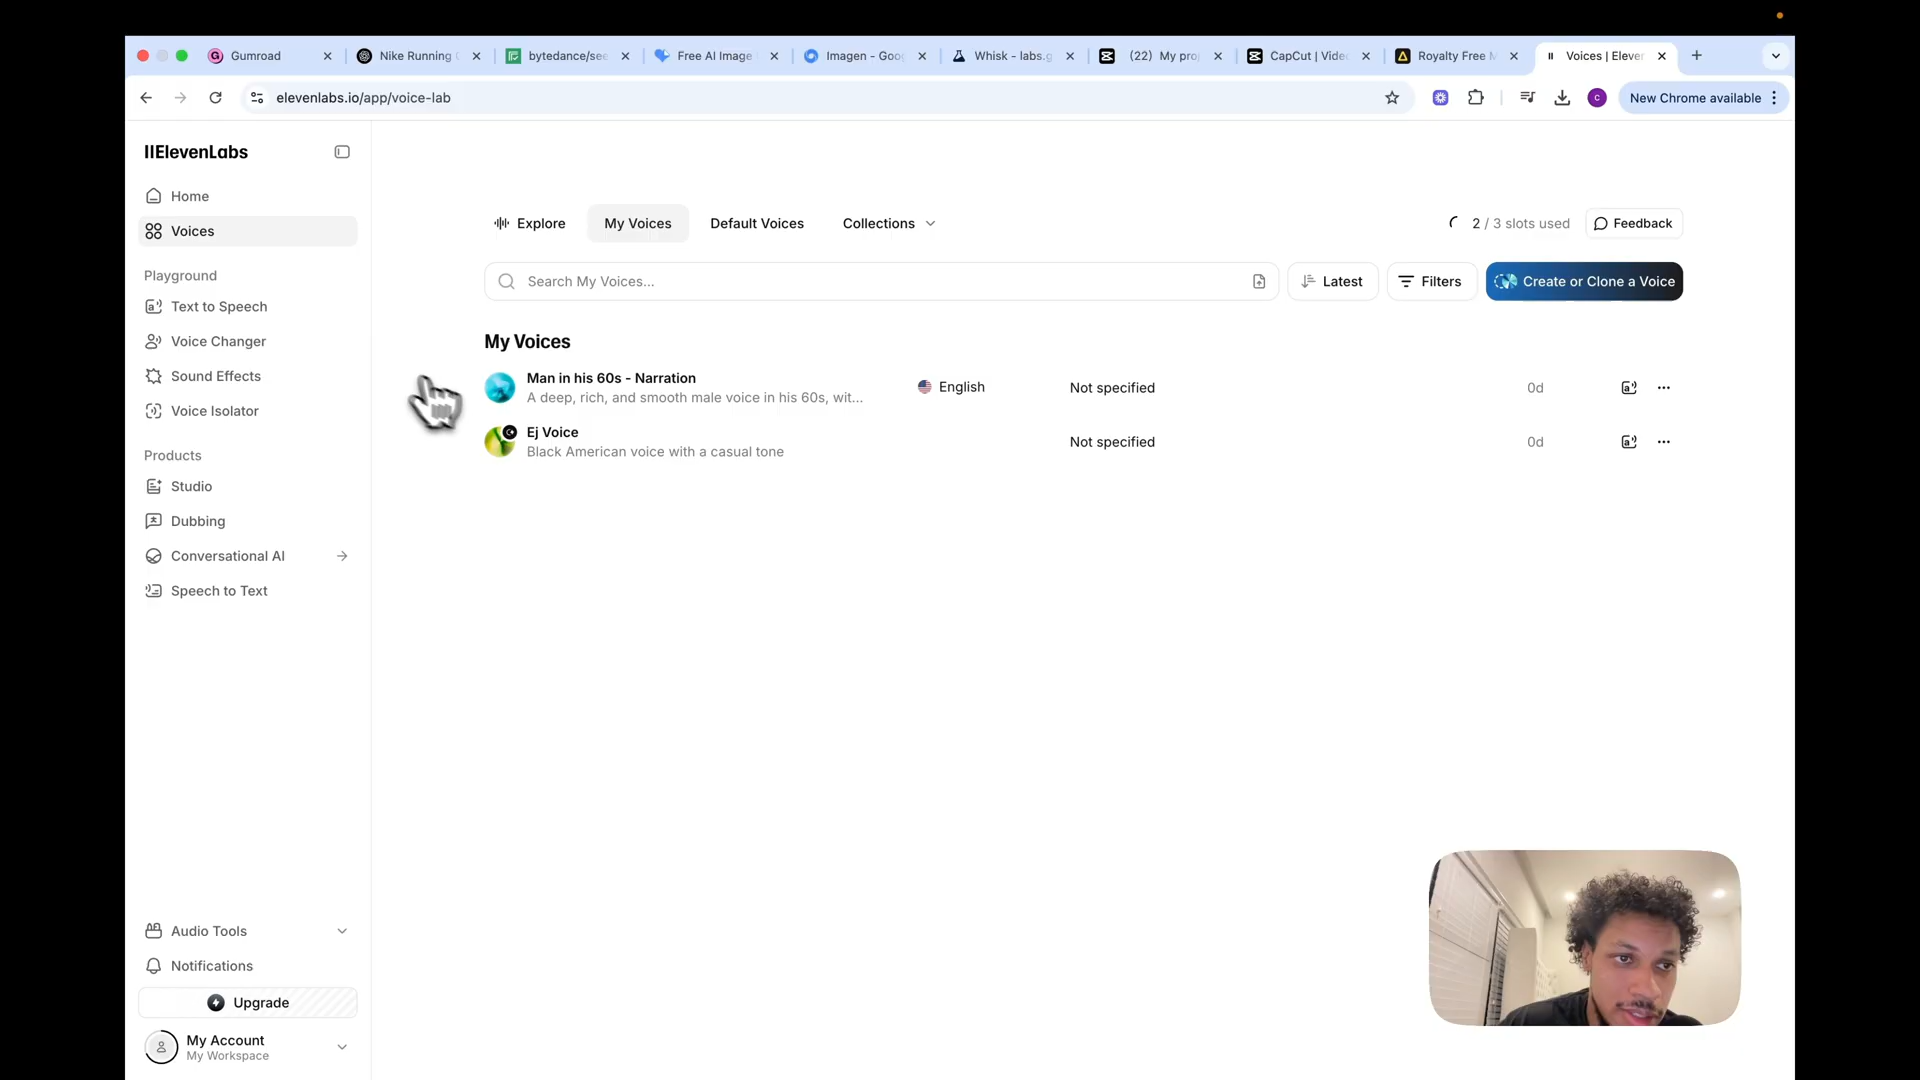 Gumroad
Nike Running
bytedance/see
Free AI Image
Imagen - Goo
Whisk - labs.g
(22) My pro
CapCut | Vide
Royalty Free M
Voices | Eleven
elevenlabs.io/app/voice-lab
New Chrome available
IIElevenLabs
Home
Voices
Playground
Text to Speech
Voice Changer
Sound Effects
Voice Isolator
Products
Studio
Dubbing
Conversational AI
Speech to Text
Audio Tools
Notifications
Upgrade
My Account
My Workspace
Explore
My Voices
Default Voices
Collections
2 / 3 slots used
Feedback
Search My Voices...
Latest
Filters
Create or Clone a Voice
My Voices
Man in his 60s - Narration
A deep, rich, and smooth male voice in his 60s, wit...
English
Not specified
0d
Ej Voice
Black American voice with a casual tone
Not specified
0d